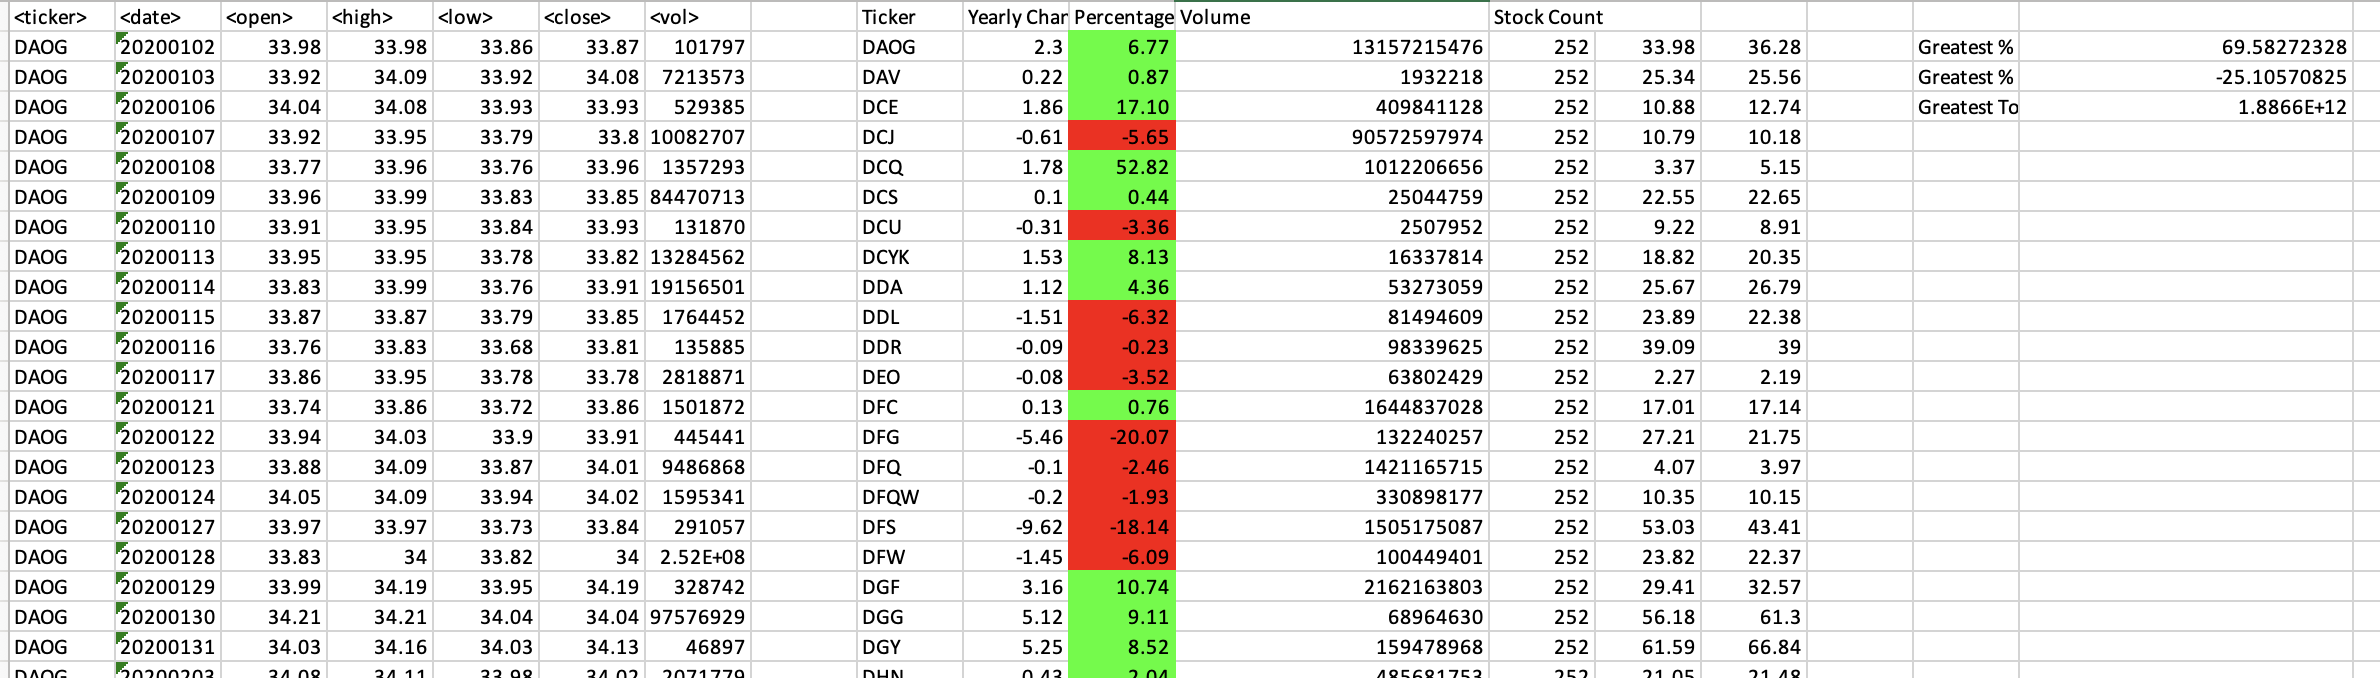 <ticker> <date> <open> <high> <low> <close> <vol> Ticker Yearly Char Percentage Volume Stock Count
DAOG 20200102 33.98 33.98 33.86 33.87 101797 DAOG 2.3 6.77 13157215476 252 33.98 36.28 Greatest % 69.58272328
DAOG 20200103 33.92 34.09 33.92 34.08 7213573 DAV 0.22 0.87 1932218 252 25.34 25.56 Greatest % -25.10570825
DAOG 20200106 34.04 34.08 33.93 33.93 529385 DCE 1.86 17.10 409841128 252 10.88 12.74 Greatest To 1.8866E+12
DAOG 20200107 33.92 33.95 33.79 33.8 10082707 DCJ -0.61 -5.65 90572597974 252 10.79 10.18
DAOG 20200108 33.77 33.96 33.76 33.96 1357293 DCQ 1.78 52.82 1012206656 252 3.37 5.15
DAOG 20200109 33.96 33.99 33.83 33.85 84470713 DCS 0.1 0.44 25044759 252 22.55 22.65
DAOG 20200110 33.91 33.95 33.84 33.93 131870 DCU -0.31 -3.36 2507952 252 9.22 8.91
DAOG 20200113 33.95 33.95 33.78 33.82 13284562 DCYK 1.53 8.13 16337814 252 18.82 20.35
DAOG 20200114 33.83 33.99 33.76 33.91 19156501 DDA 1.12 4.36 53273059 252 25.67 26.79
DAOG 20200115 33.87 33.87 33.79 33.85 1764452 DDL -1.51 -6.32 81494609 252 23.89 22.38
DAOG 20200116 33.76 33.83 33.68 33.81 135885 DDR -0.09 -0.23 98339625 252 39.09 39
DAOG 20200117 33.86 33.95 33.78 33.78 2818871 DEO -0.08 -3.52 63802429 252 2.27 2.19
DAOG 20200121 33.74 33.86 33.72 33.86 1501872 DFC 0.13 0.76 1644837028 252 17.01 17.14
DAOG 20200122 33.94 34.03 33.9 33.91 445441 DFG -5.46 -20.07 132240257 252 27.21 21.75
DAOG 20200123 33.88 34.09 33.87 34.01 9486868 DFQ -0.1 -2.46 1421165715 252 4.07 3.97
DAOG 20200124 34.05 34.09 33.94 34.02 1595341 DFQW -0.2 -1.93 330898177 252 10.35 10.15
DAOG 20200127 33.97 33.97 33.73 33.84 291057 DFS -9.62 -18.14 1505175087 252 53.03 43.41
DAOG 20200128 33.83 34 33.82 34 2.52E+08 DFW -1.45 -6.09 100449401 252 23.82 22.37
DAOG 20200129 33.99 34.19 33.95 34.19 328742 DGF 3.16 10.74 2162163803 252 29.41 32.57
DAOG 20200130 34.21 34.21 34.04 34.04 97576929 DGG 5.12 9.11 68964630 252 56.18 61.3
DAOG 20200131 34.03 34.16 34.03 34.13 46897 DGY 5.25 8.52 159478968 252 61.59 66.84
DAOG 20200203 34.08 34.11 33.98 34.02 2071779 DHN 0.43 2.04 485681753 252 21.05 21.48